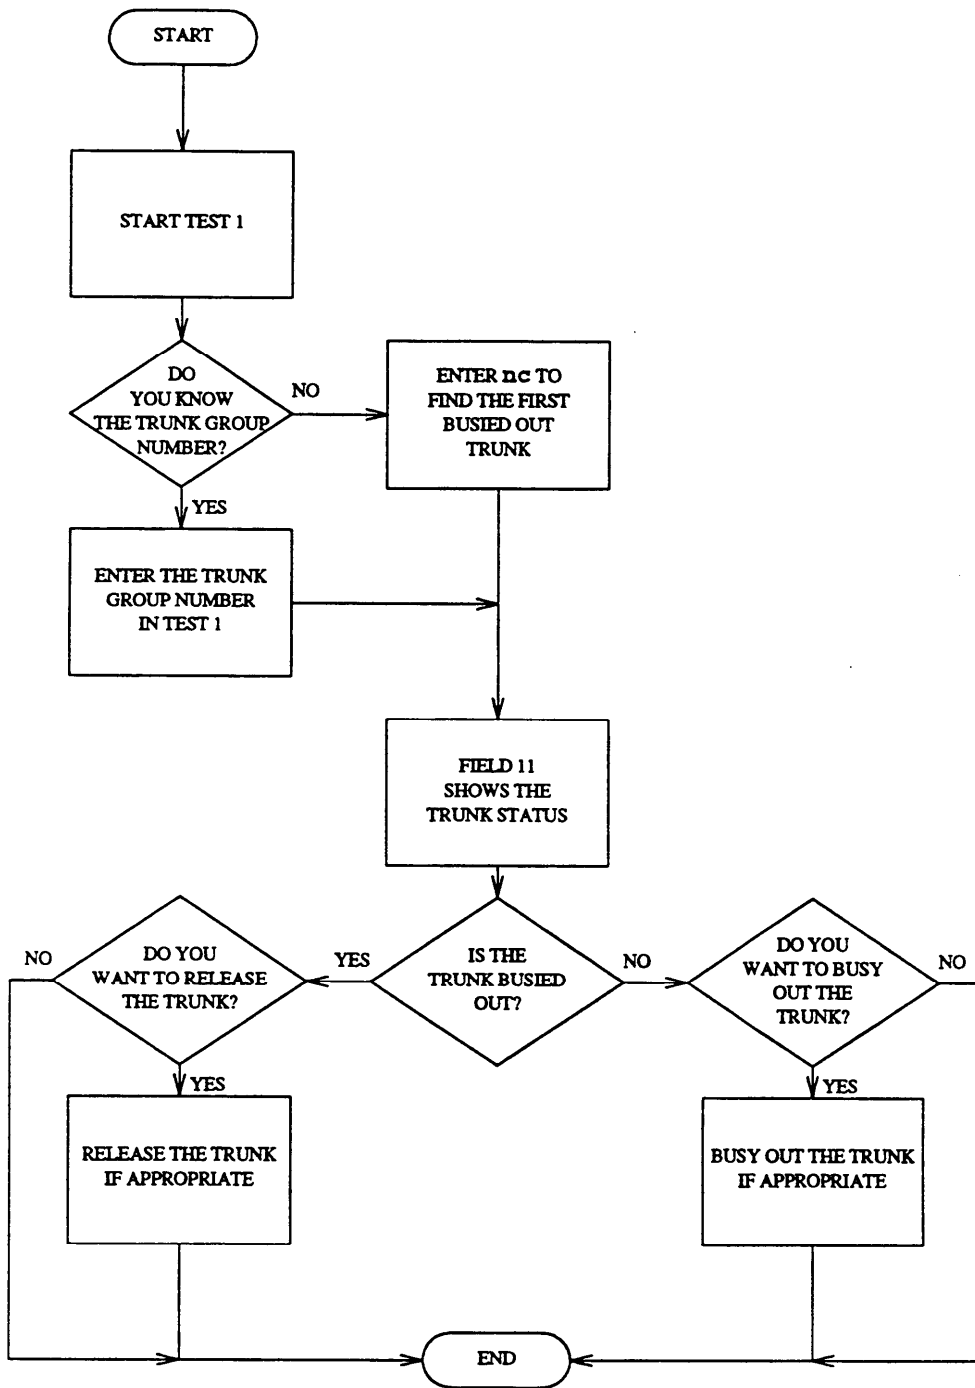 START
START TEST 1
DO
YOU KNOW
THE TRUNK GROUP
NUMBER?
NO
ENTER nc TO
FIND THE FIRST
BUSIED OUT
TRUNK
YES
ENTER THE TRUNK
GROUP NUMBER
IN TEST 1
FIELD 11
SHOWS THE
TRUNK STATUS
NO
DO YOU
WANT TO RELEASE
THE TRUNK?
YES
IS THE
TRUNK BUSIED
OUT?
NO
DO YOU
WANT TO BUSY
OUT THE
TRUNK?
NO
YES
RELEASE THE TRUNK
IF APPROPRIATE
YES
BUSY OUT THE TRUNK
IF APPROPRIATE
END